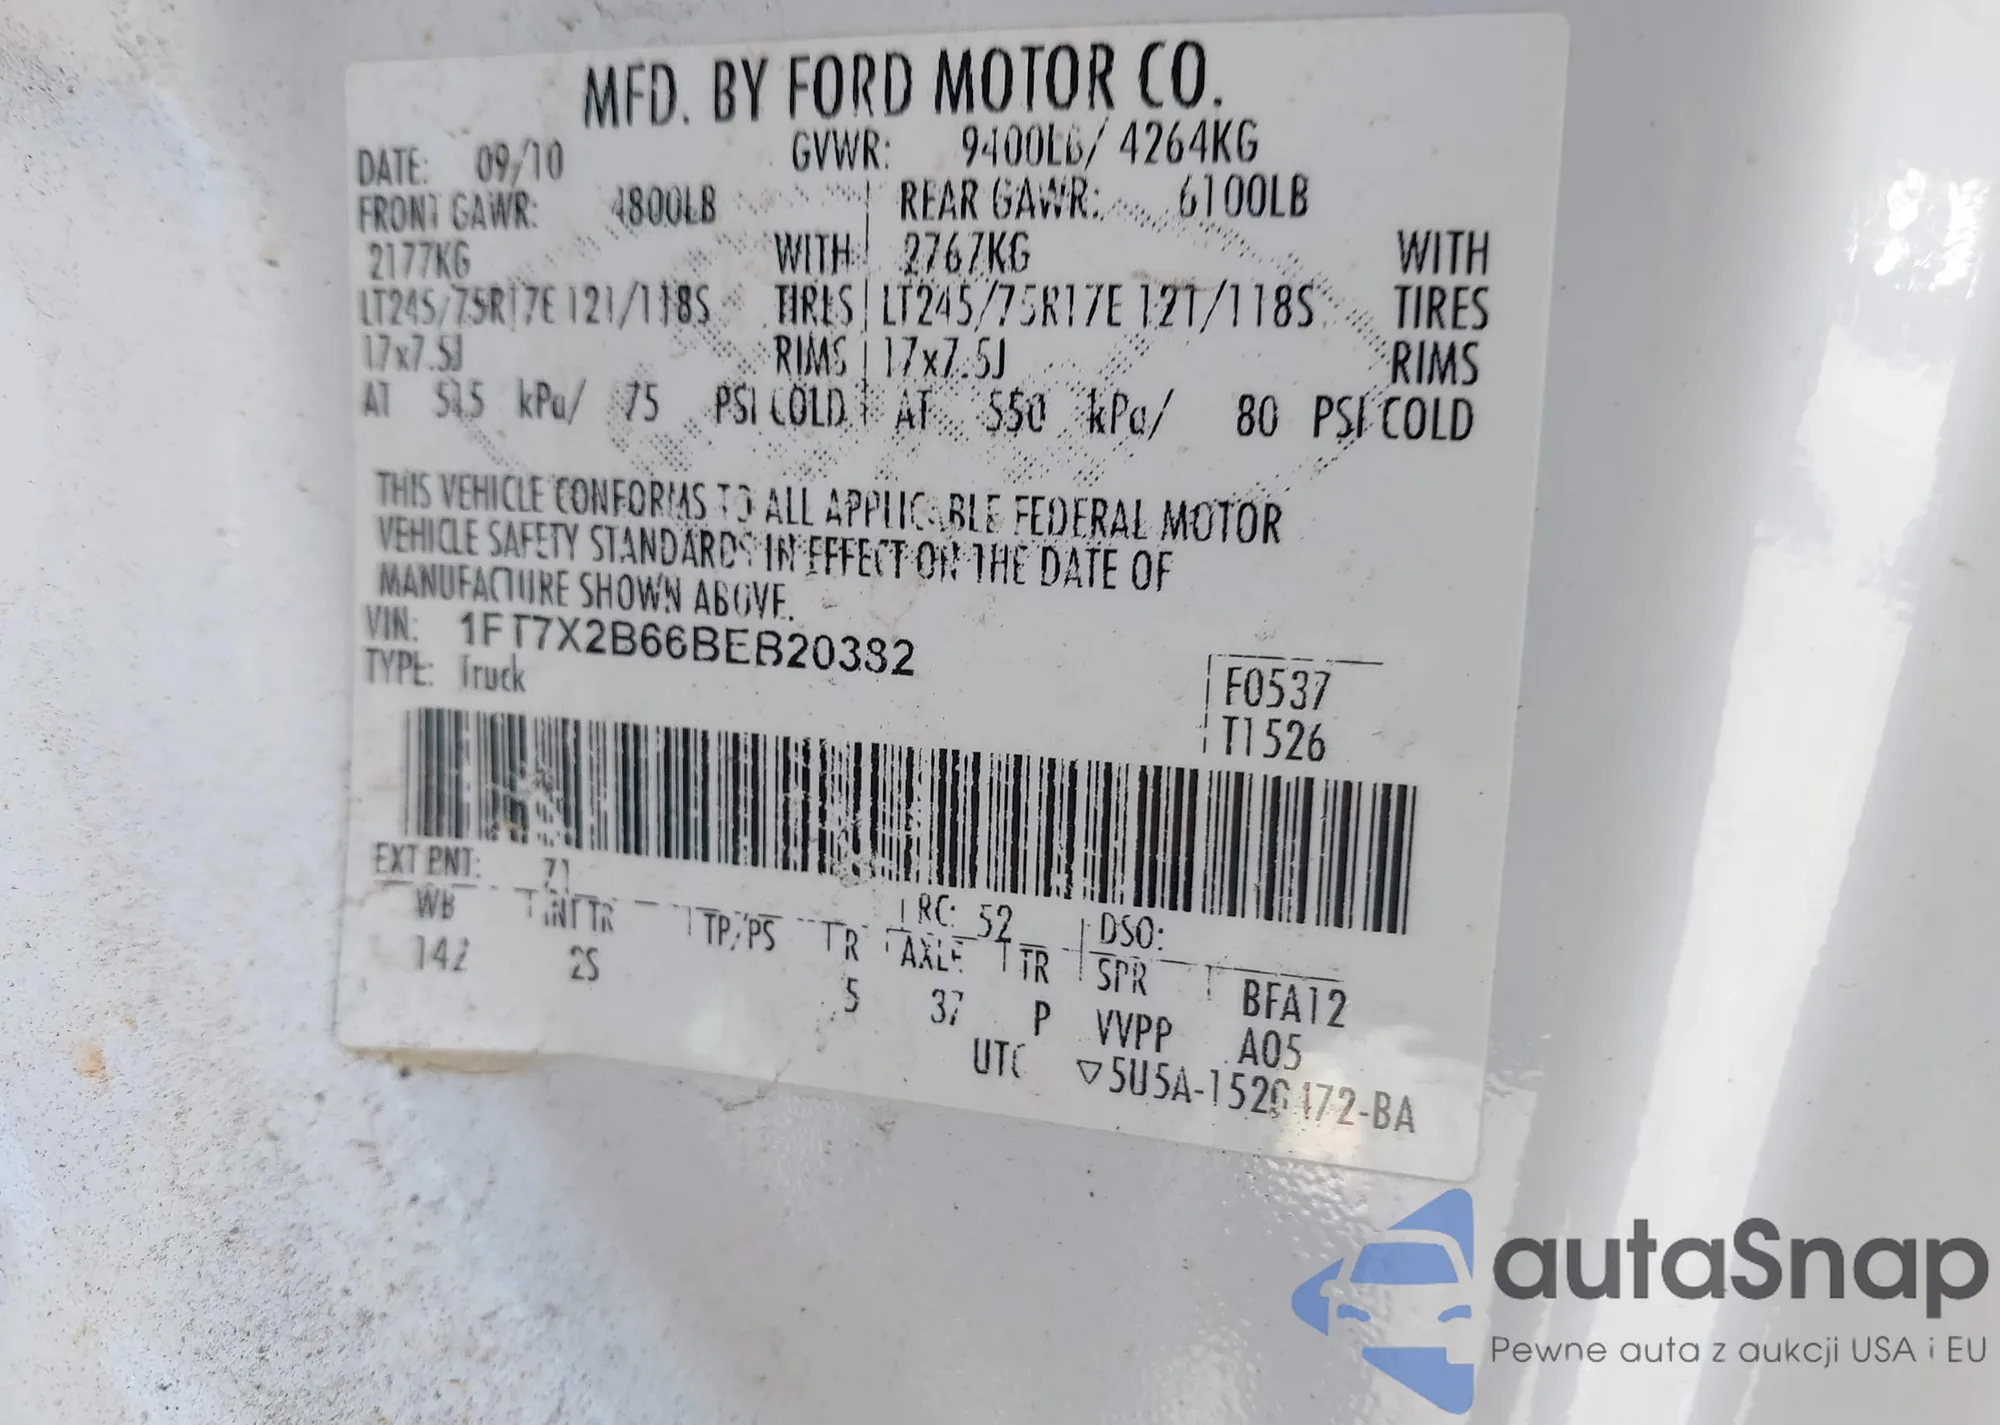 MFD. BY FORD MOTOR CO.
DATE: 09/10 GVWR: 9400LB/ 4264KG
FRONT GAWR: 4800LB REAR GAWR: 6100LB
2177KG WITH 2767KG WITH
LT245/75R17E 121/118S TIRES LT245/75R17E 121/118S TIRES
17x7.5J RIMS 17x7.5J RIMS
AT 515 kPa/ 75 PSI COLD AT 550 kPa/ 80 PSI COLD
THIS VEHICLE CONFORMS TO ALL APPLICABLE FEDERAL MOTOR
VEHICLE SAFETY STANDARDS IN EFFECT ON THE DATE OF
MANUFACTURE SHOWN ABOVE.
VIN: 1FT7X2B66BEB20382
TYPE: Truck
F0537
T1526
EXT PNT: Z1 RC: 52 DSO:
WB INT TR TP/PS R AXLE TR SPR BFA12
142 2S 5 37 P VVPP A05
UTC ▽5U5A-1520472-BA
autaSnap
Pewne auta z aukcji USA i EU